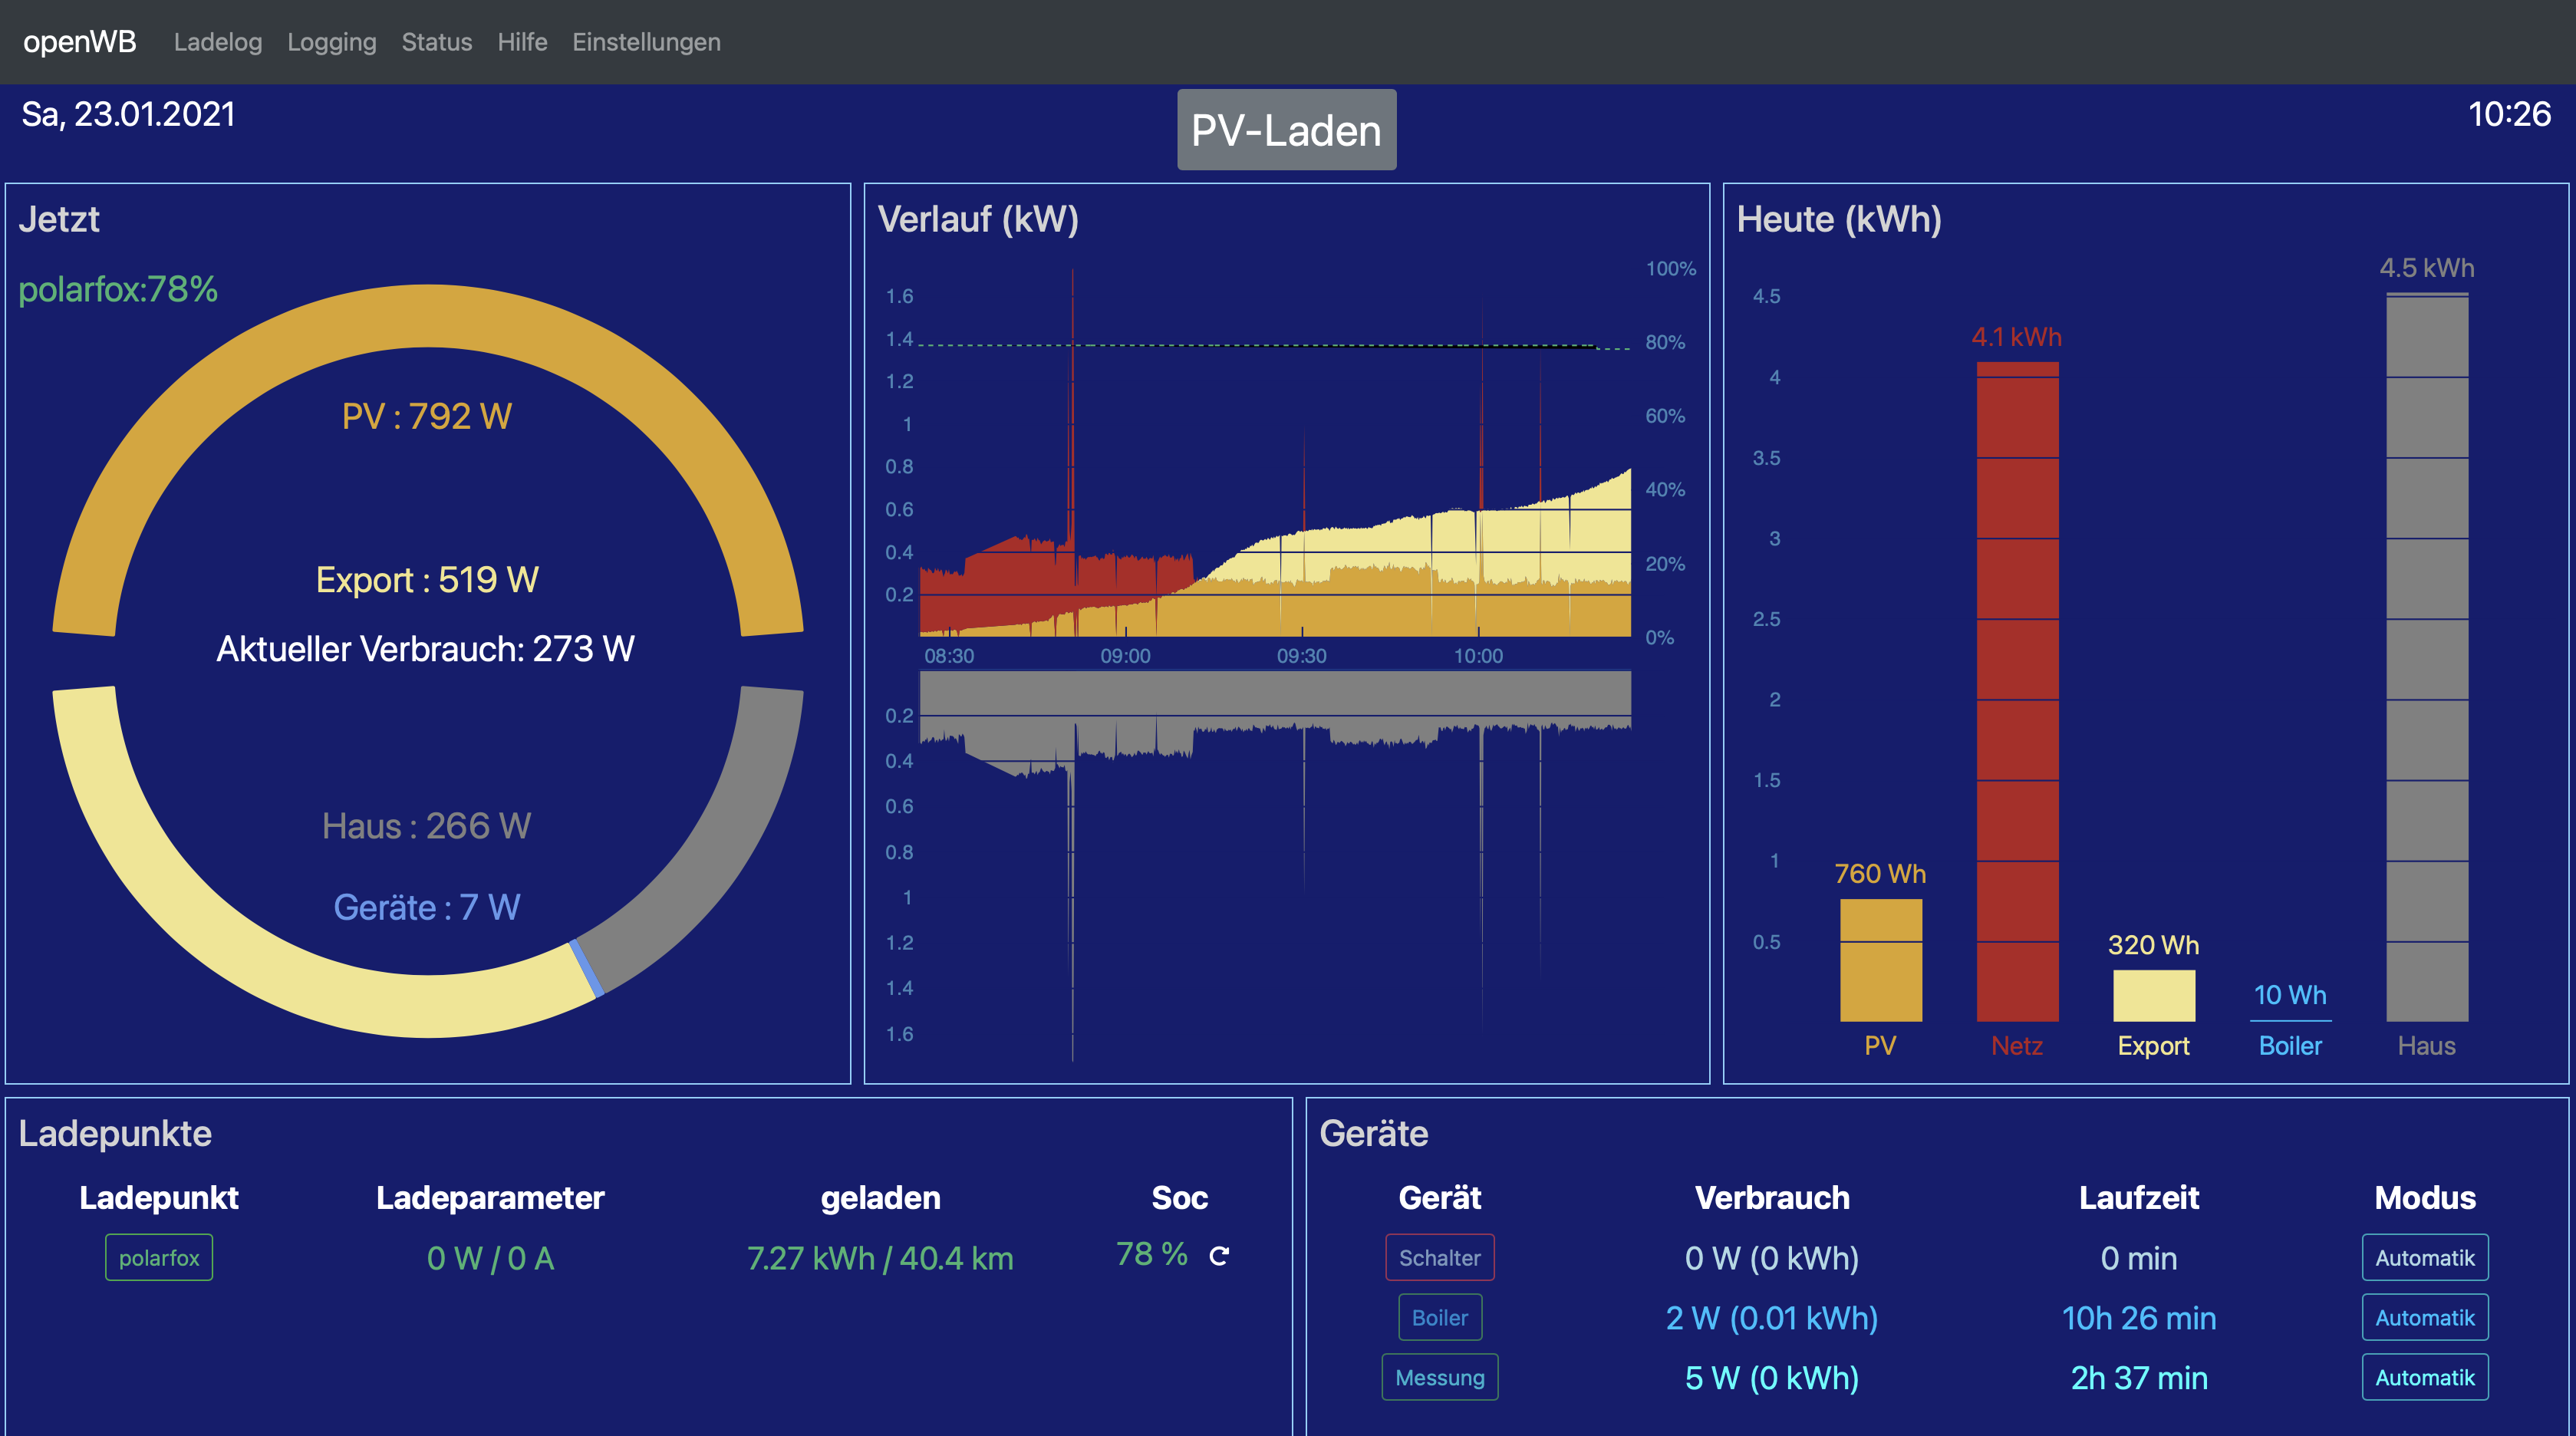 openWB Ladelog Logging Status Hilfe Einstellungen
Sa, 23.01.2021
PV-Laden
10:26
Jetzt
polarfox:78%
PV : 792 W
Export : 519 W
Aktueller Verbrauch: 273 W
Haus : 266 W
Geräte : 7 W
Verlauf (kW)
100%
1.6
1.4
80%
1.2
60%
1
0.8
40%
0.6
0.4
20%
0.2
0%
08:30 09:00 09:30 10:00
0.2
0.4
0.6
0.8
1
1.2
1.4
1.6
Heute (kWh)
4.5 kWh
4.5
4.1 kWh
4
3.5
3
2.5
2
1.5
1
760 Wh
0.5
320 Wh
10 Wh
PV Netz Export Boiler Haus
Ladepunkte
Ladepunkt Ladeparameter geladen Soc
polarfox 0 W / 0 A 7.27 kWh / 40.4 km 78 %
Geräte
Gerät Verbrauch Laufzeit Modus
Schalter 0 W (0 kWh) 0 min Automatik
Boiler 2 W (0.01 kWh) 10h 26 min Automatik
Messung 5 W (0 kWh) 2h 37 min Automatik